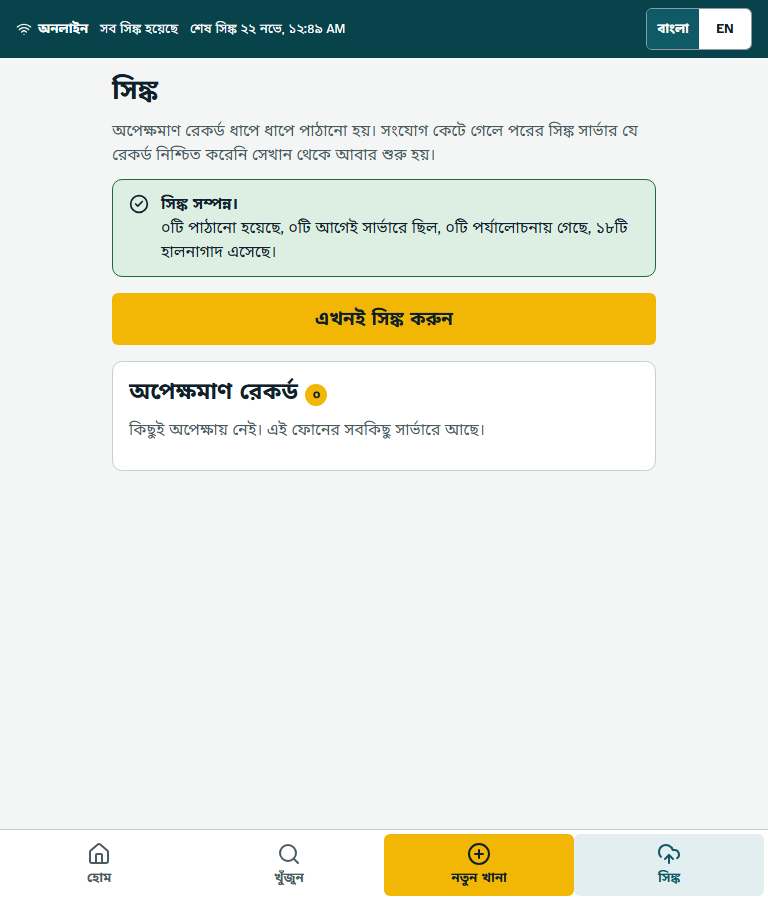 অনলাইন সব সিঙ্ক হয়েছে শেষ সিঙ্ক ২২ নভে, ১২:৪৯ AM
বাংলা EN
সিঙ্ক
অপেক্ষমাণ রেকর্ড ধাপে ধাপে পাঠানো হয়। সংযোগ কেটে গেলে পরের সিঙ্ক সার্ভার যে
রেকর্ড নিশ্চিত করেনি সেখান থেকে আবার শুরু হয়।
সিঙ্ক সম্পন্ন।
০টি পাঠানো হয়েছে, ০টি আগেই সার্ভারে ছিল, ০টি পর্যালোচনায় গেছে, ১৮টি
হালনাগাদ এসেছে।
এখনই সিঙ্ক করুন
অপেক্ষমাণ রেকর্ড ০
কিছুই অপেক্ষায় নেই। এই ফোনের সবকিছু সার্ভারে আছে।
হোম
খুঁজুন
নতুন খানা
সিঙ্ক